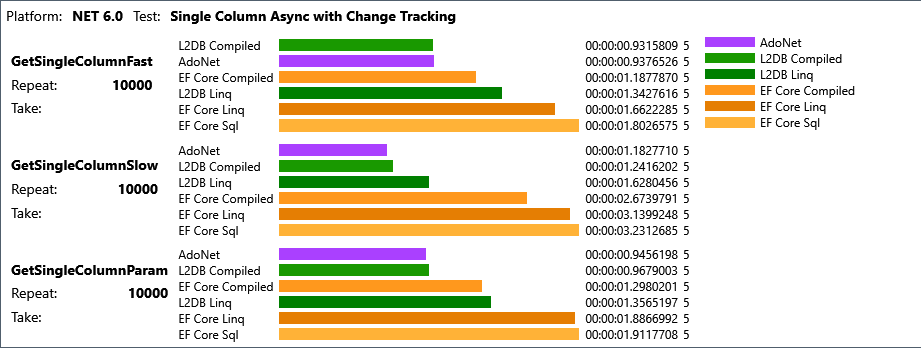 Platform: NET 6.0 Test: Single Column Async with Change Tracking
GetSingleColumnFast
Repeat: 10000
Take:
L2DB Compiled 00:00:00.9315809 5
AdoNet 00:00:00.9376526 5
EF Core Compiled 00:00:01.1877870 5
L2DB Linq 00:00:01.3427616 5
EF Core Linq 00:00:01.6622285 5
EF Core Sql 00:00:01.8026575 5
GetSingleColumnSlow
Repeat: 10000
Take:
AdoNet 00:00:01.1827710 5
L2DB Compiled 00:00:01.2416202 5
L2DB Linq 00:00:01.6280456 5
EF Core Compiled 00:00:02.6739791 5
EF Core Linq 00:00:03.1399248 5
EF Core Sql 00:00:03.2312685 5
GetSingleColumnParam
Repeat: 10000
Take:
AdoNet 00:00:00.9456198 5
L2DB Compiled 00:00:00.9679003 5
EF Core Compiled 00:00:01.2980201 5
L2DB Linq 00:00:01.3565197 5
EF Core Linq 00:00:01.8866992 5
EF Core Sql 00:00:01.9117708 5
AdoNet
L2DB Compiled
L2DB Linq
EF Core Compiled
EF Core Linq
EF Core Sql